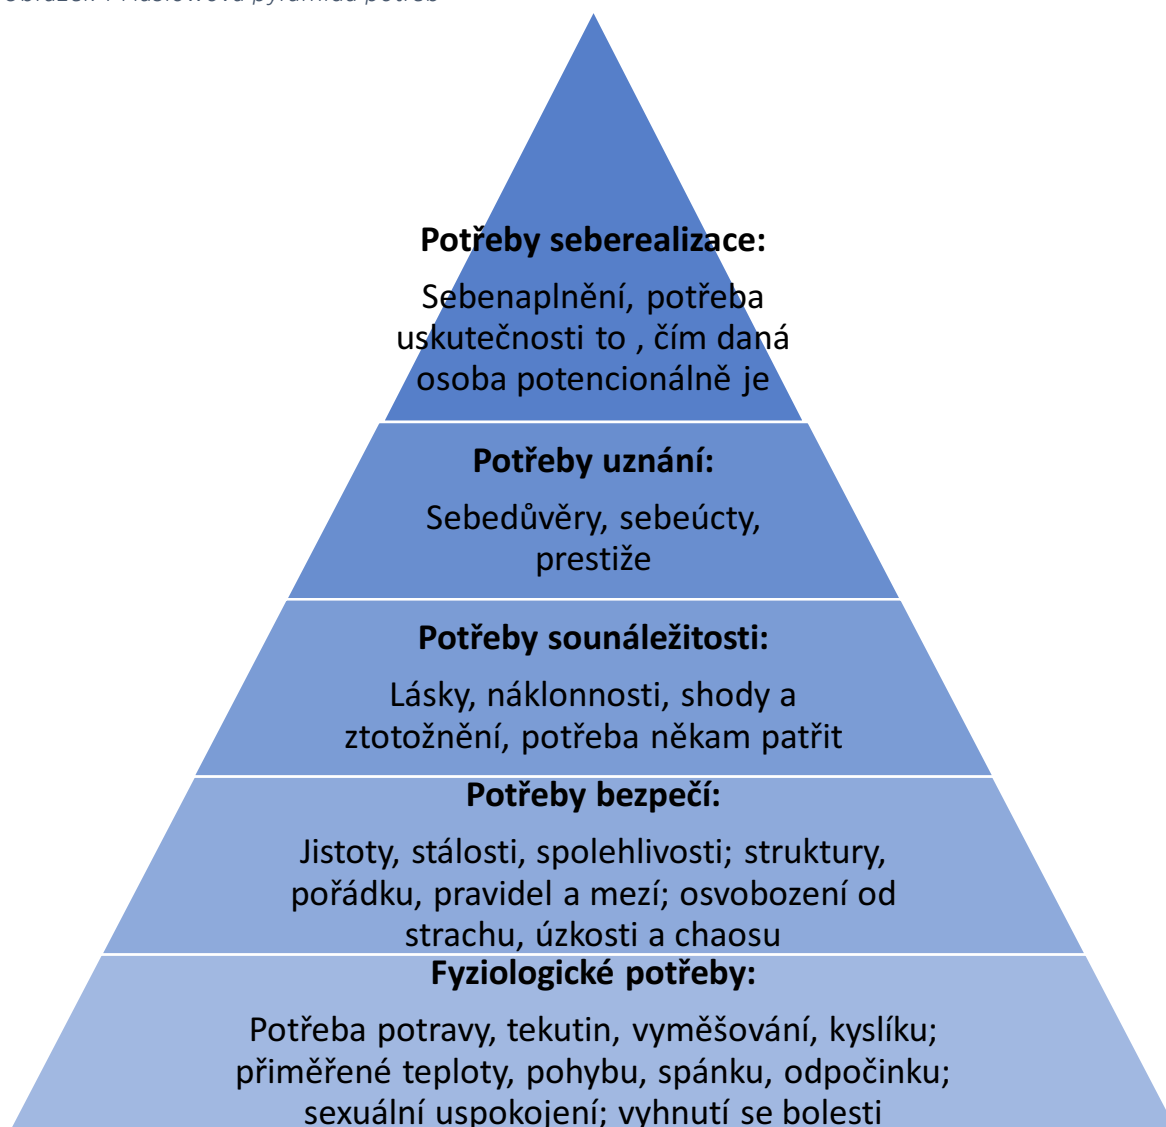 Potřeby seberealizace:
Sebenaplnění, potřeba
uskutečnosti to , čím daná
osoba potencionálně je
Potřeby uznání:
Sebedůvěry, sebeúcty,
prestiže
Potřeby sounáležitosti:
Lásky, náklonnosti, shody a
ztotožnění, potřeba někam patřit
Potřeby bezpečí:
Jistoty, stálosti, spolehlivosti; struktury,
pořádku, pravidel a mezí; osvobození od
strachu, úzkosti a chaosu
Fyziologické potřeby:
Potřeba potravy, tekutin, vyměšování, kyslíku;
přiměřené teploty, pohybu, spánku, odpočinku;
sexuální uspokojení; vyhnutí se bolesti